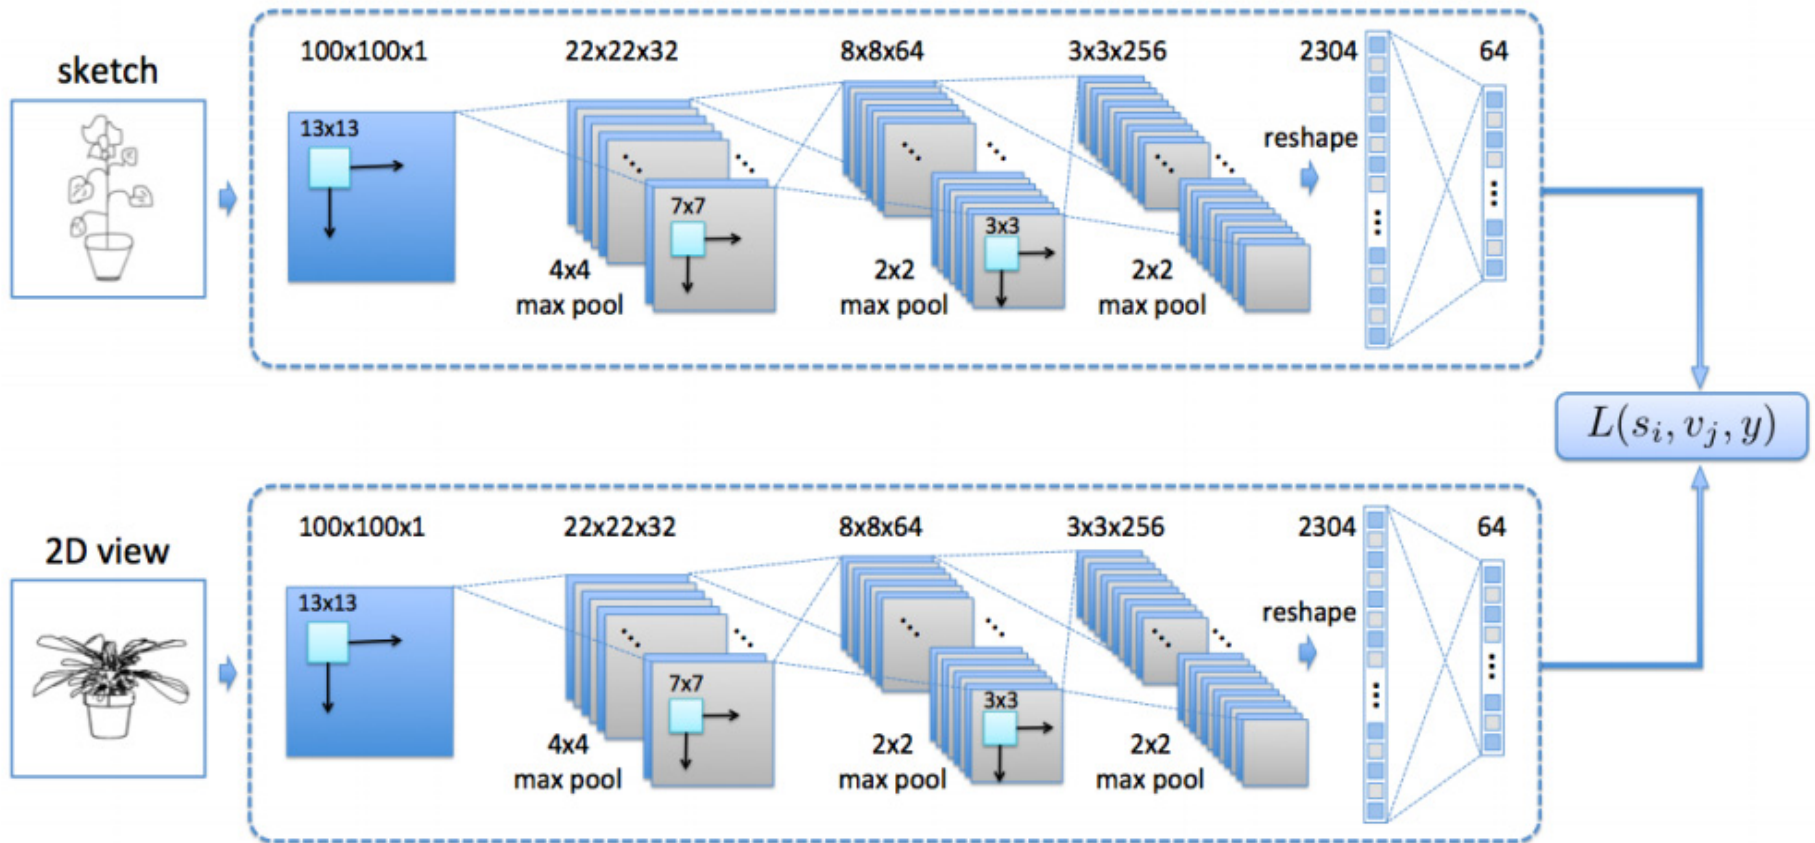 sketch
100x100x1
22x22x32
8x8x64
3x3x256
2304
64
13x13
7x7
3x3
reshape
4x4
max pool
2x2
max pool
2x2
max pool
L(s_i, v_j, y)
2D view
100x100x1
22x22x32
8x8x64
3x3x256
2304
64
13x13
7x7
3x3
reshape
4x4
max pool
2x2
max pool
2x2
max pool